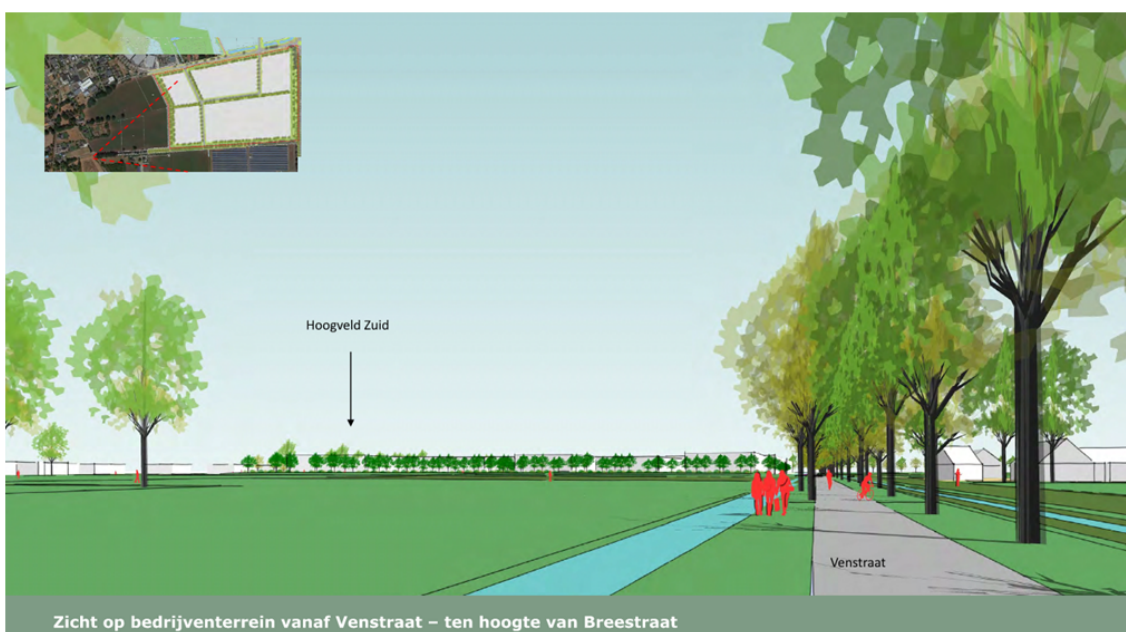 Hoogveld Zuid
Venstraat
Zicht op bedrijventerrein vanaf Venstraat – ten hoogte van Breestraat